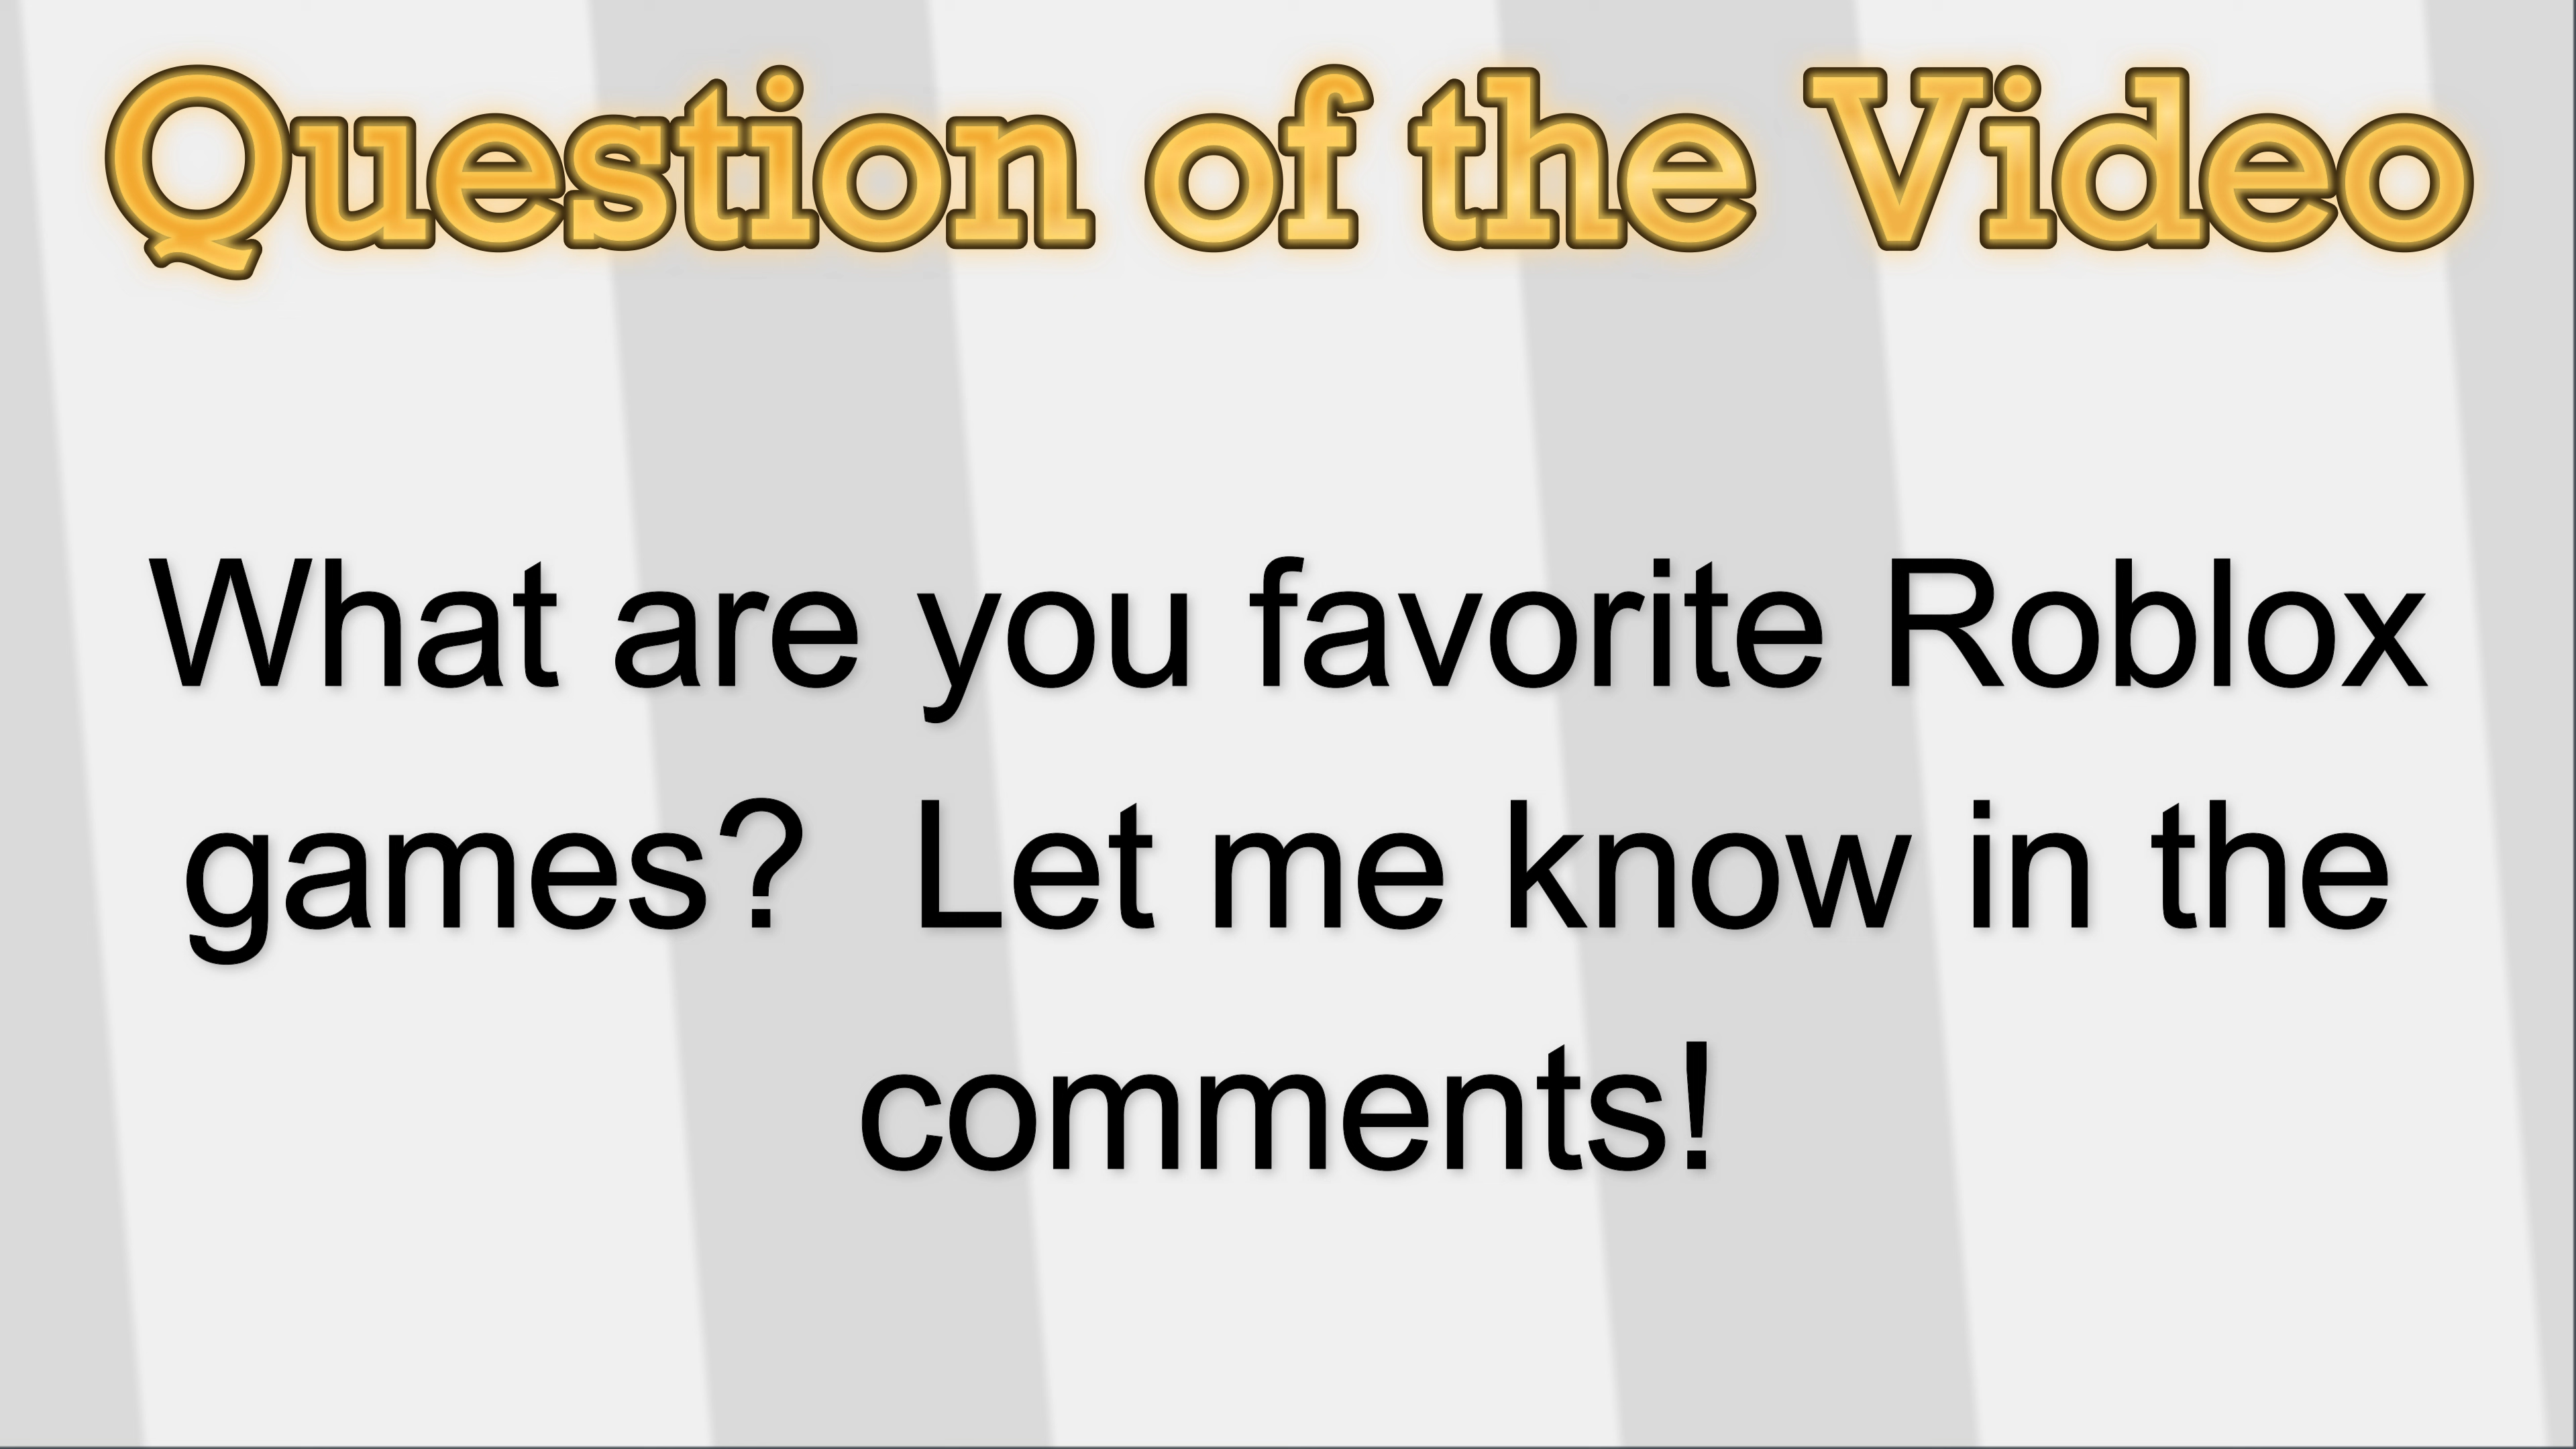 Question of the Video
What are you favorite Roblox
games?  Let me know in the
comments!